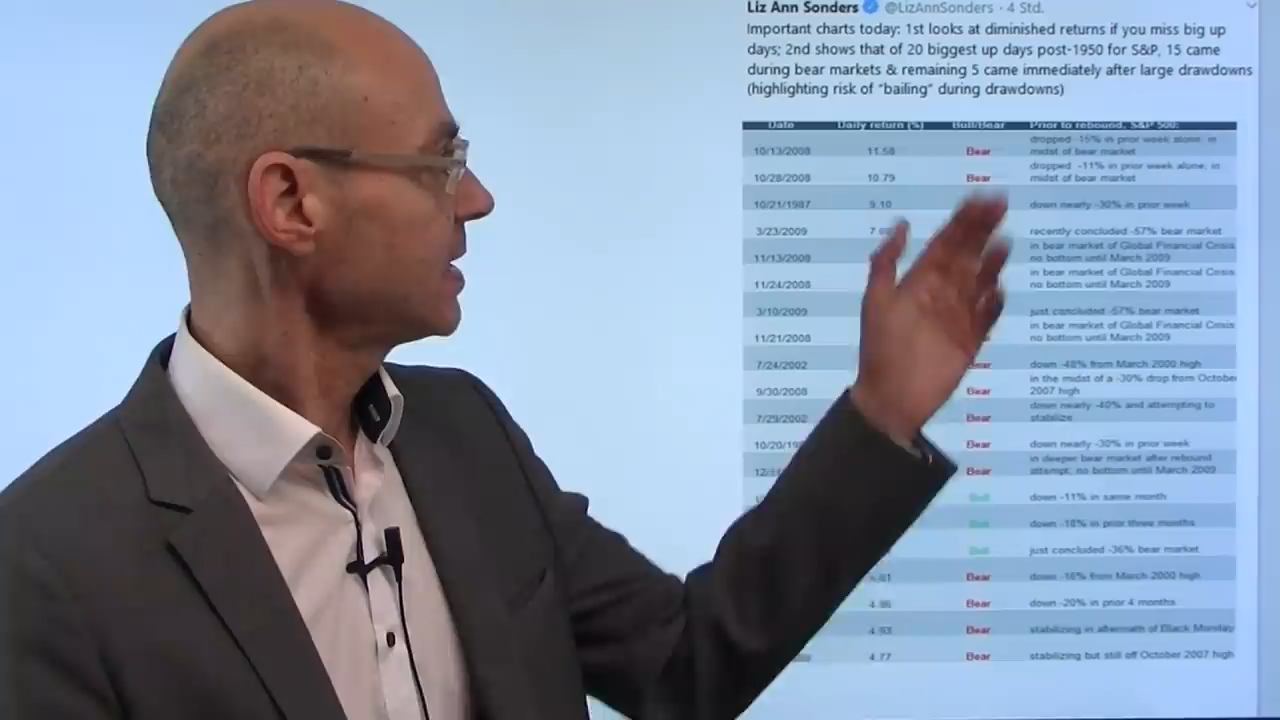 Liz Ann Sonders @LizAnnSonders · 4 Std.
Important charts today: 1st looks at diminished returns if you miss big up
days; 2nd shows that of 20 biggest up days post-1950 for S&P, 15 came
during bear markets & remaining 5 came immediately after large drawdowns
(highlighting risk of "bailing" during drawdowns)
Date Daily return (%) Bull/Bear Prior to rebound, S&P 500:
10/13/2008 11.58 Bear dropped -15% in prior week alone, in
midst of bear market
10/28/2008 10.79 Bear dropped -11% in prior week alone, in
midst of bear market
10/21/1987 9.10 down nearly -30% in prior week
3/23/2009 recently concluded -57% bear market
11/13/2008 in bear market of Global Financial Crisis
no bottom until March 2009
11/24/2008 in bear market of Global Financial Crisis
no bottom until March 2009
3/10/2009 just concluded -57% bear market
11/21/2008 in bear market of Global Financial Crisis
no bottom until March 2009
7/24/2002 Bear down -48% from March 2000 high
9/30/2008 Bear in the midst of a -30% drop from October
2007 high
7/29/2002 Bear down nearly -40% and attempting to
stabilize
Bear down nearly -30% in prior week
Bear in deeper bear market after rebound
attempt; no bottom until March 2009
Bull down -11% in same month
Bull down -18% in prior three months
Bull just concluded -36% bear market
Bear down -16% from March 2000 high
4.96 Bear down -20% in prior 4 months
4.93 Bear stabilizing in aftermath of Black Monday
4.77 Bear stabilizing but still off October 2007 high